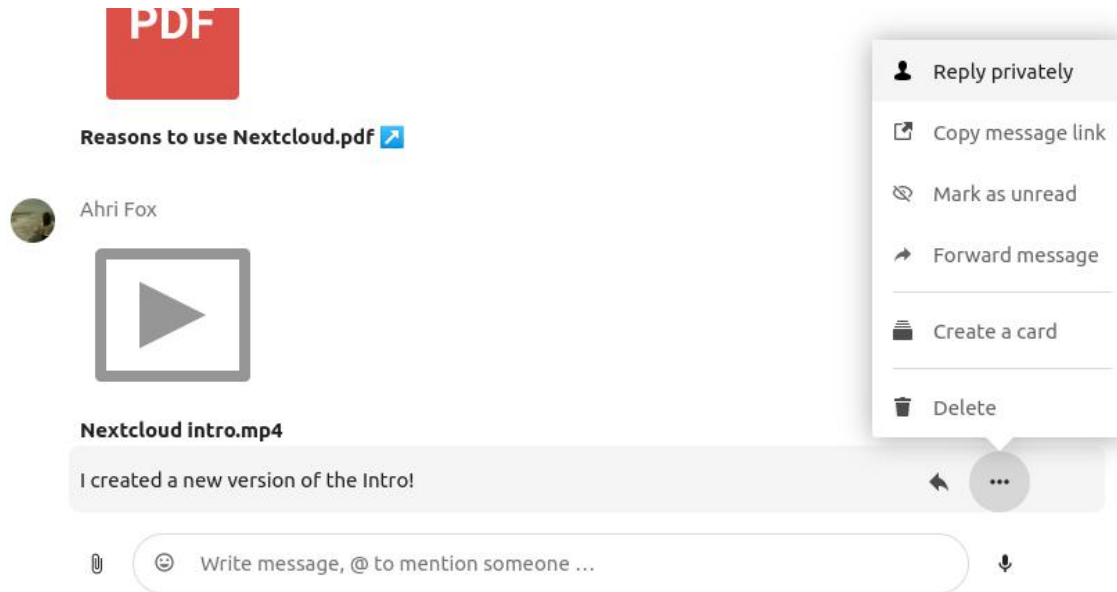 PDF
Reasons to use Nextcloud.pdf
Ahri Fox
Nextcloud intro.mp4
I created a new version of the Intro!
Write message, @ to mention someone …
Reply privately
Copy message link
Mark as unread
Forward message
Create a card
Delete